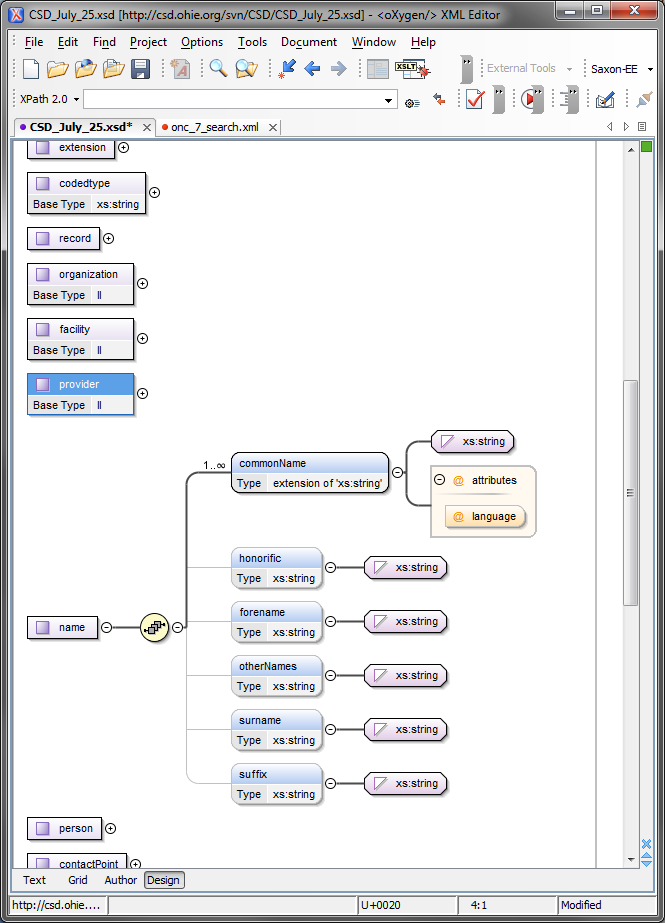 CSD_July_25.xsd [http://csd.ohie.org/svn/CSD/CSD_July_25.xsd] - <oXygen/> XML Editor
File Edit Find Project Options Tools Document Window Help
External Tools Saxon-EE
XSLT
XPath 2.0
CSD_July_25.xsd* onc_7_search.xml
extension
codedtype
Base Type xs:string
record
organization
Base Type II
facility
Base Type II
provider
Base Type II
xs:string
1..∞ commonName
Type extension of 'xs:string'
@ attributes
@ language
honorific
Type xs:string
xs:string
forename
Type xs:string
xs:string
name
otherNames
Type xs:string
xs:string
surname
Type xs:string
xs:string
suffix
Type xs:string
xs:string
person
contactPoint
Text Grid Author Design
http://csd.ohie.... U+0020 4:1 Modified